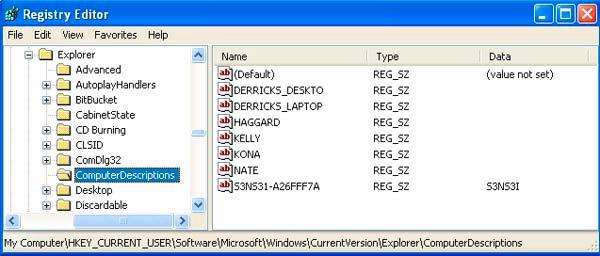 Registry Editor
File Edit View Favorites Help
Explorer
Advanced
AutoplayHandlers
BitBucket
CabinetState
CD Burning
CLSID
ComDlg32
ComputerDescriptions
Desktop
Discardable
Name Type Data
(Default) REG_SZ (value not set)
DERRICKS_DESKTO REG_SZ
DERRICKS_LAPTOP REG_SZ
HAGGARD REG_SZ
KELLY REG_SZ
KONA REG_SZ
NATE REG_SZ
S3N531-A26FFF7A REG_SZ S3N53I
My Computer\HKEY_CURRENT_USER\Software\Microsoft\Windows\CurrentVersion\Explorer\ComputerDescriptions